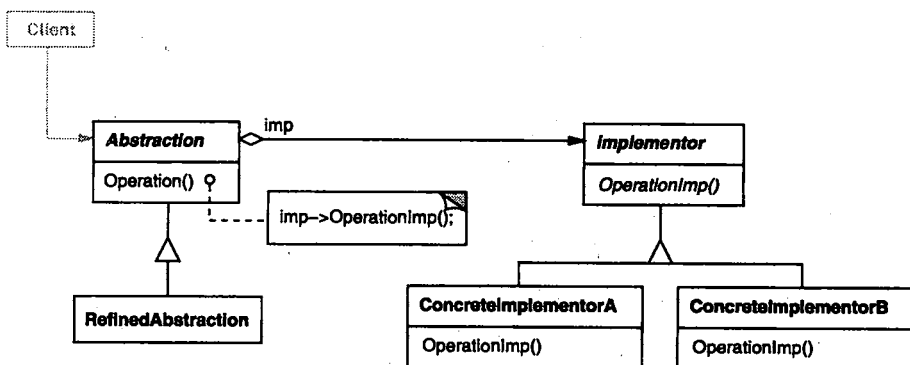 Client
imp
Abstraction
Implementor
Operation()
OperationImp()
imp->OperationImp();
RefinedAbstraction
ConcreteImplementorA
ConcreteImplementorB
OperationImp()
OperationImp()